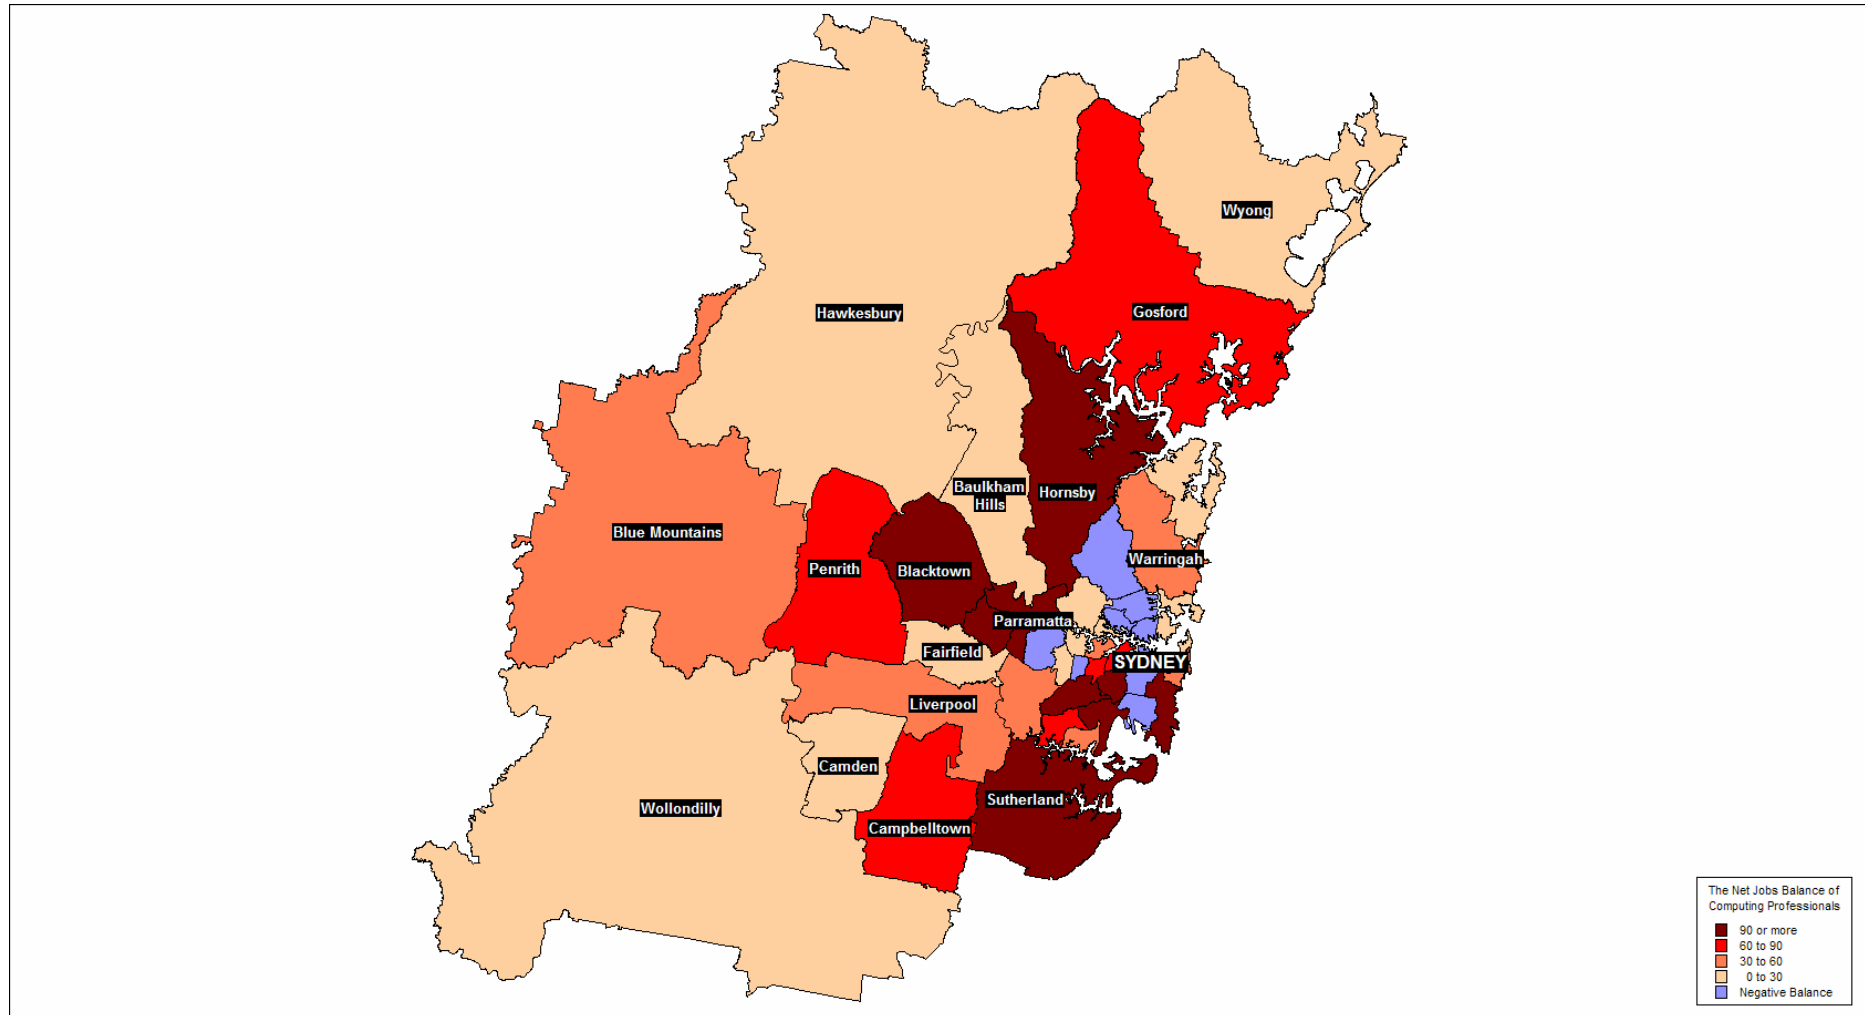 Wyong
Hawkesbury
Gosford
Baulkham
Hills
Hornsby
Blue Mountains
Warringah
Penrith
Blacktown
Parramatta
Fairfield
SYDNEY
Liverpool
Camden
Sutherland
Wollondilly
Campbelltown
The Net Jobs Balance of
Computing Professionals
90 or more
60 to 90
30 to 60
0 to 30
Negative Balance